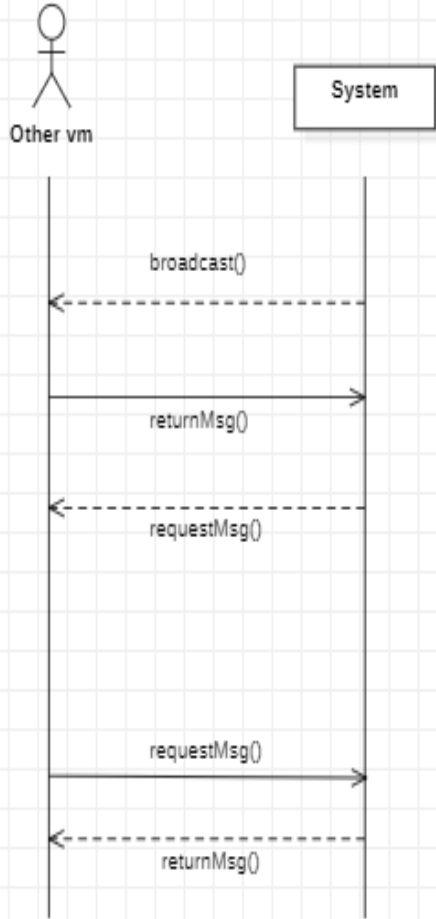 Other vm
System
broadcast()
returnMsg()
requestMsg()
requestMsg()
returnMsg()